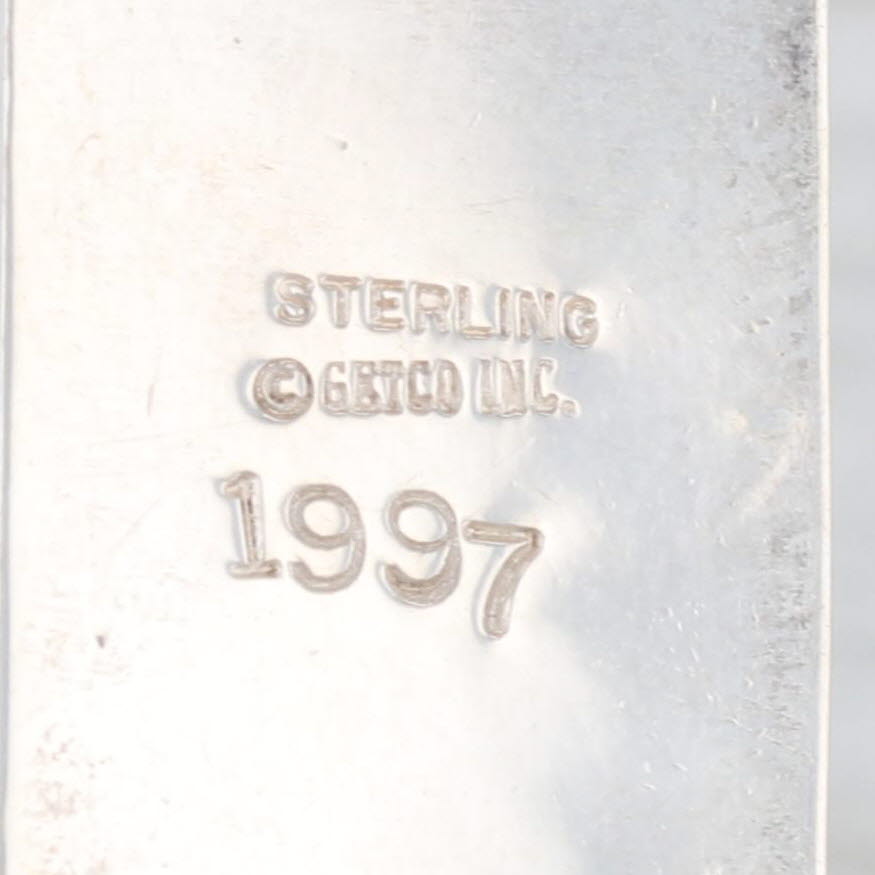 STERLING
© GETCO INC.
1997